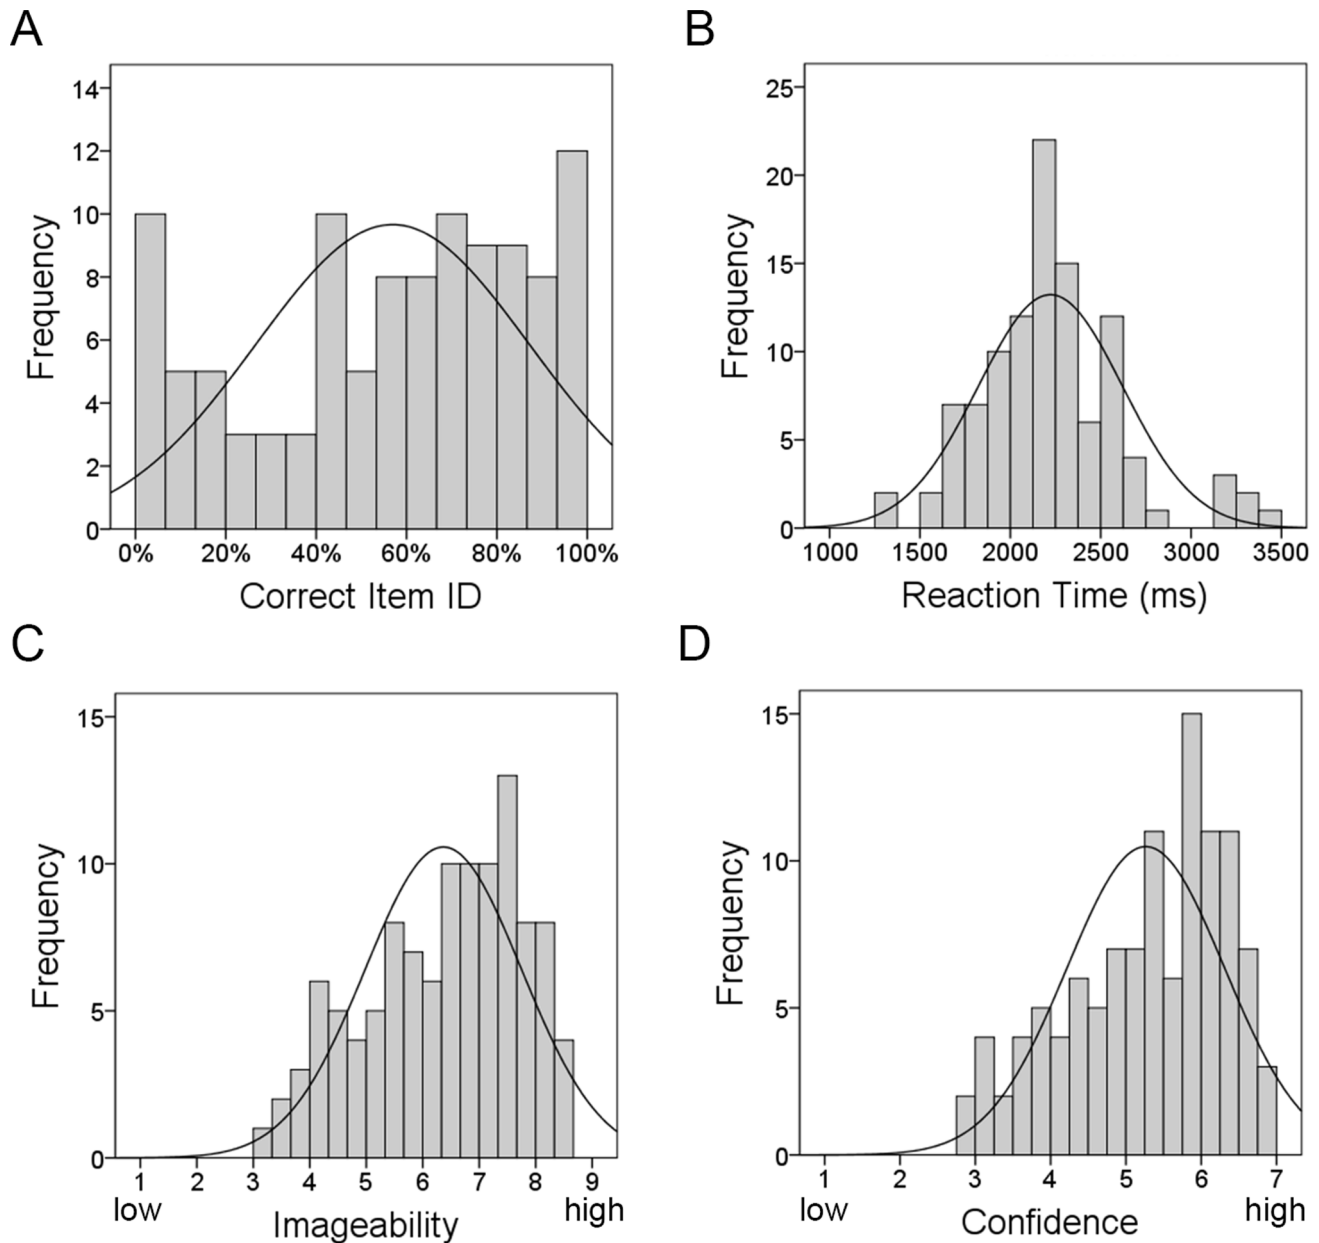 A
Frequency
14
12
10
8
6
4
2
0
0% 20% 40% 60% 80% 100%
Correct Item ID
B
Frequency
25
20
15
10
5
0
1000 1500 2000 2500 3000 3500
Reaction Time (ms)
C
Frequency
15
10
5
0
1 2 3 4 5 6 7 8 9
low high
Imageability
D
Frequency
15
10
5
0
1 2 3 4 5 6 7
low high
Confidence